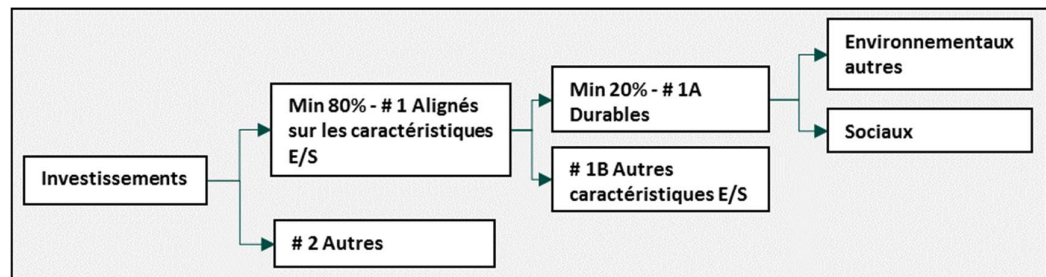 Investissements
Min 80% - # 1 Alignés
sur les caractéristiques
E/S
# 2 Autres
Min 20% - # 1A
Durables
# 1B Autres
caractéristiques E/S
Environnementaux
autres
Sociaux